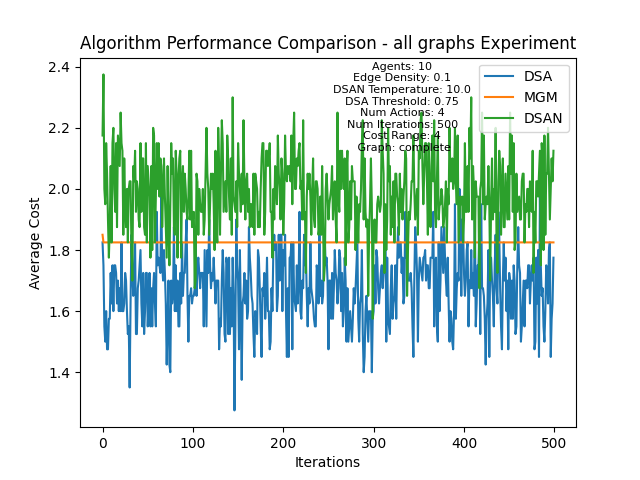 Algorithm Performance Comparison - all graphs Experiment
Agents: 10
Edge Density: 0.1
DSAN Temperature: 10.0
DSA Threshold: 0.75
Num Actions: 4
Num Iterations: 500
Cost Range: 4
Graph: complete
DSA
MGM
DSAN
2.4
2.2
2.0
1.8
1.6
1.4
Average Cost
0
100
200
300
400
500
Iterations